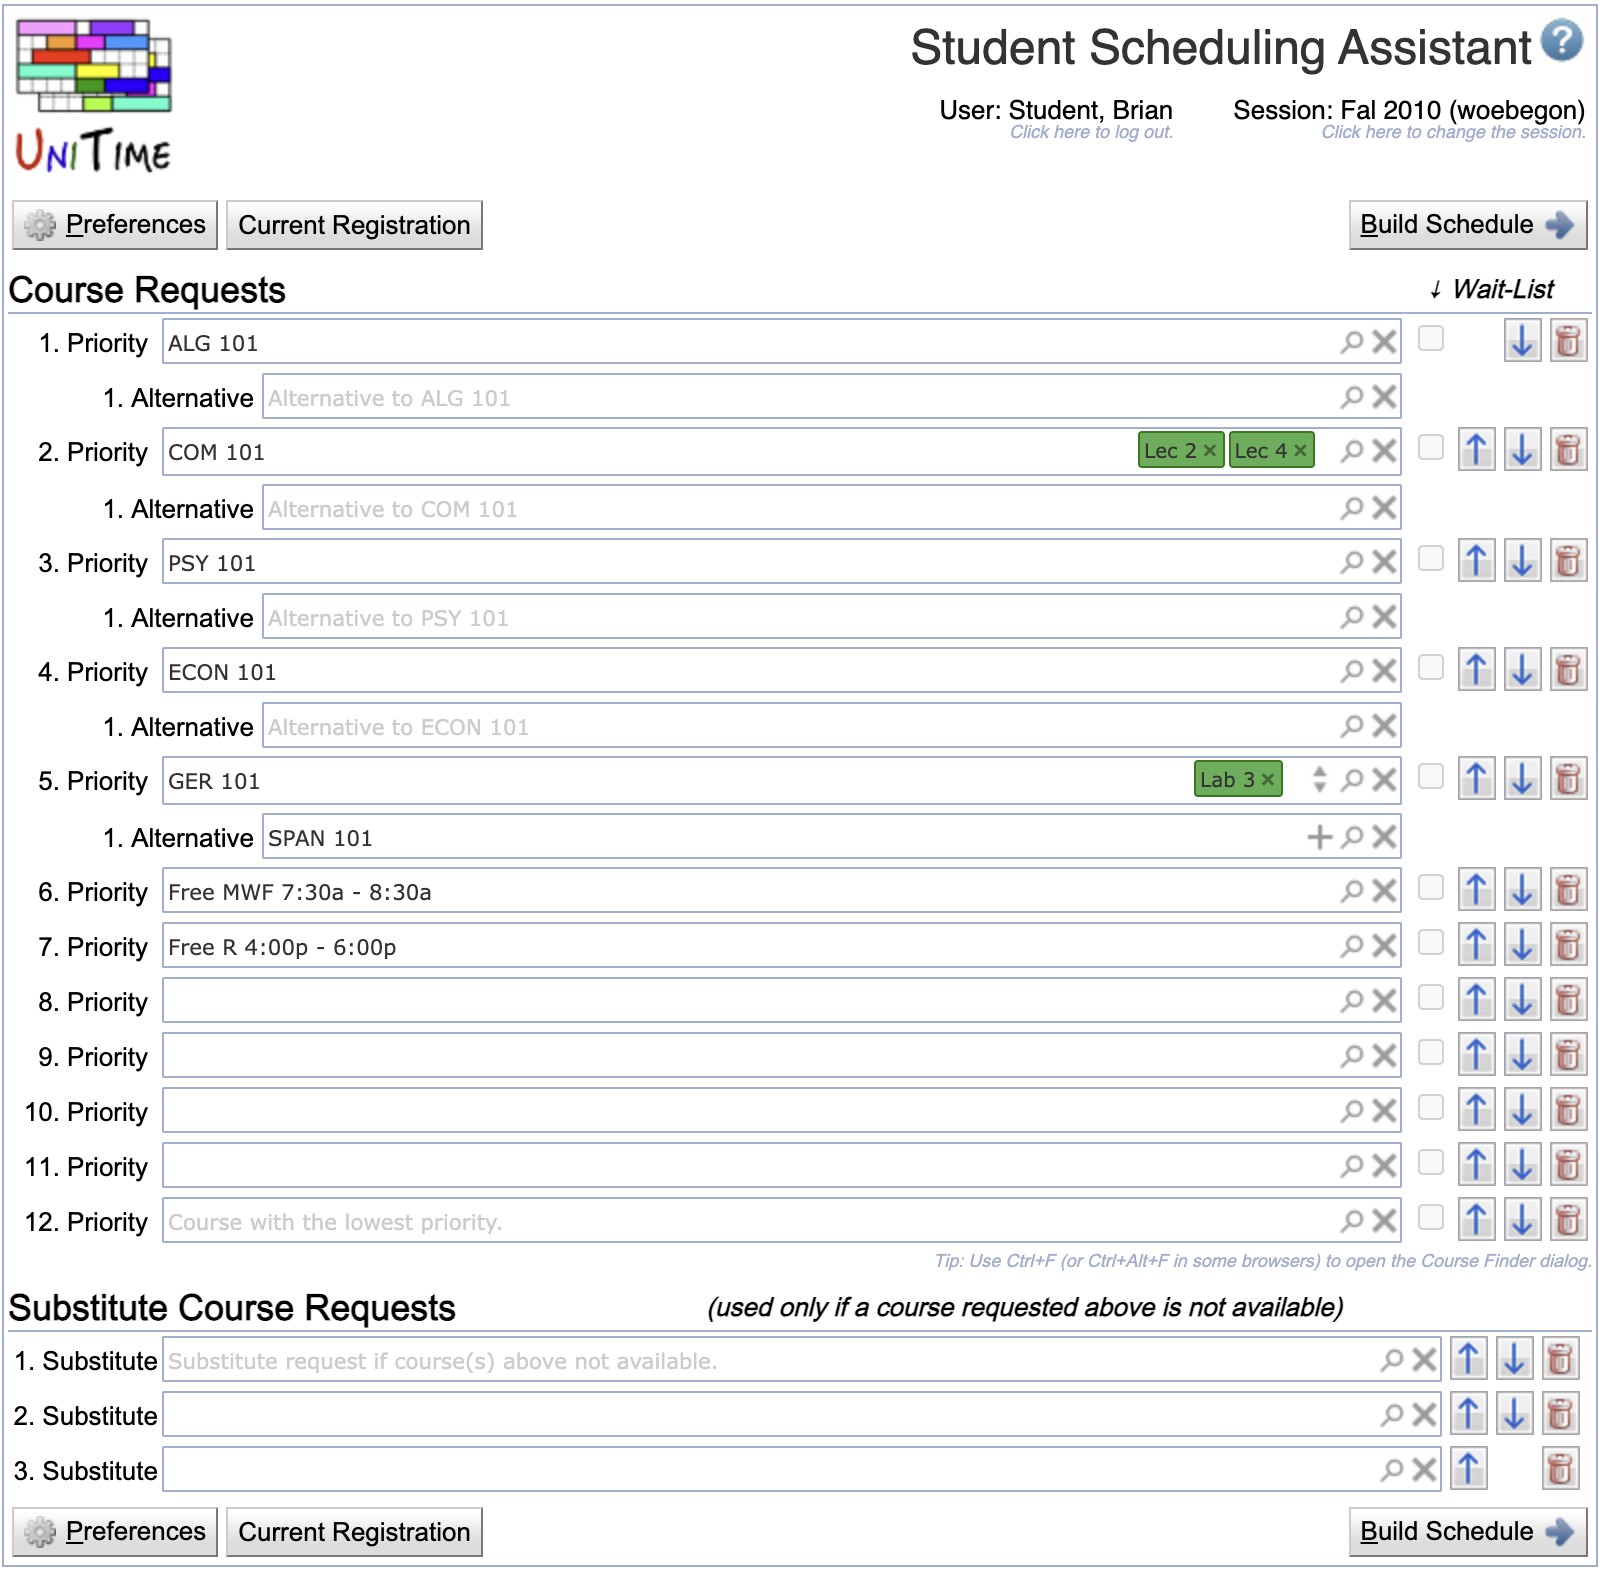 UniTime
Student Scheduling Assistant ?
User: Student, Brian Session: Fal 2010 (woebegon)
Click here to log out. Click here to change the session.
Preferences Current Registration Build Schedule
Course Requests ↓ Wait-List
1. Priority ALG 101
1. Alternative Alternative to ALG 101
2. Priority COM 101 Lec 2 × Lec 4 ×
1. Alternative Alternative to COM 101
3. Priority PSY 101
1. Alternative Alternative to PSY 101
4. Priority ECON 101
1. Alternative Alternative to ECON 101
5. Priority GER 101 Lab 3 ×
1. Alternative SPAN 101
6. Priority Free MWF 7:30a - 8:30a
7. Priority Free R 4:00p - 6:00p
8. Priority
9. Priority
10. Priority
11. Priority
12. Priority Course with the lowest priority.
Tip: Use Ctrl+F (or Ctrl+Alt+F in some browsers) to open the Course Finder dialog.
Substitute Course Requests (used only if a course requested above is not available)
1. Substitute Substitute request if course(s) above not available.
2. Substitute
3. Substitute
Preferences Current Registration Build Schedule